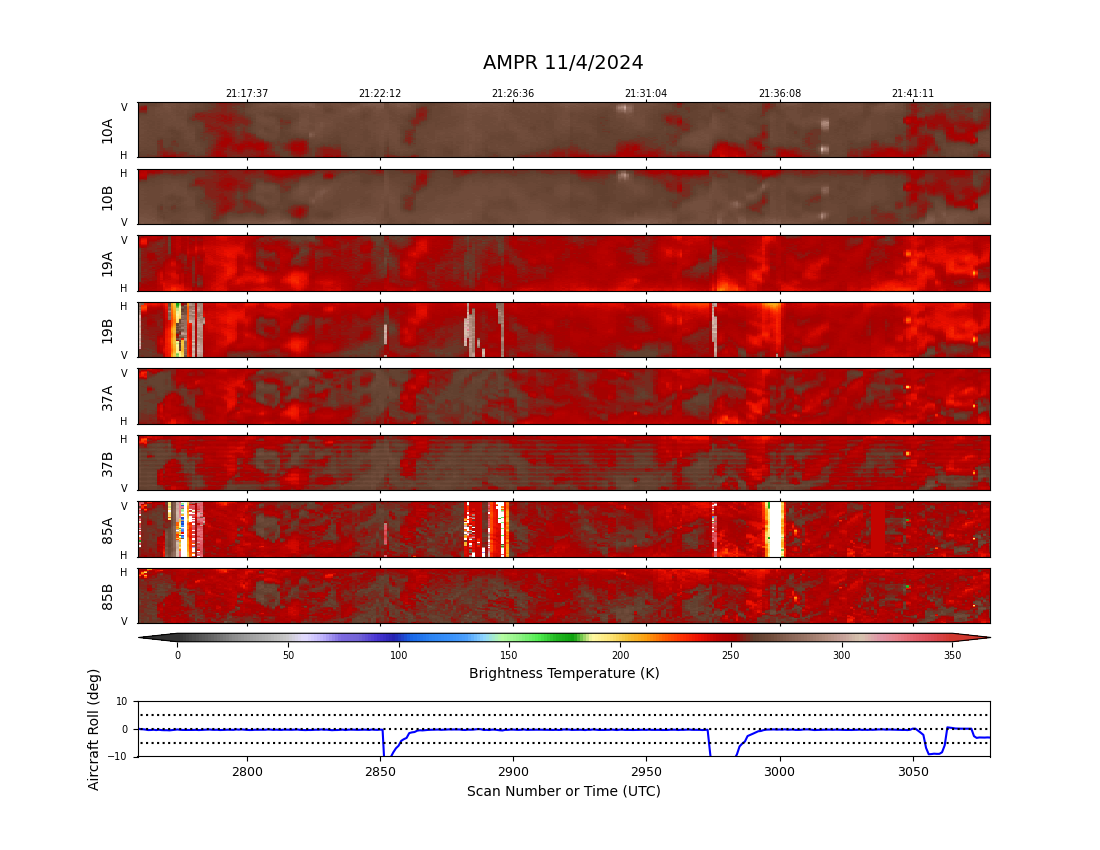 AMPR 11/4/2024
21:17:37 21:22:12 21:26:36 21:31:04 21:36:08 21:41:11
V
10A
H
H
10B
V
V
19A
H
H
19B
V
V
37A
H
H
37B
V
V
85A
H
H
85B
V
0 50 100 150 200 250 300 350
Brightness Temperature (K)
Aircraft Roll (deg)
10
0
−10
2800 2850 2900 2950 3000 3050
Scan Number or Time (UTC)